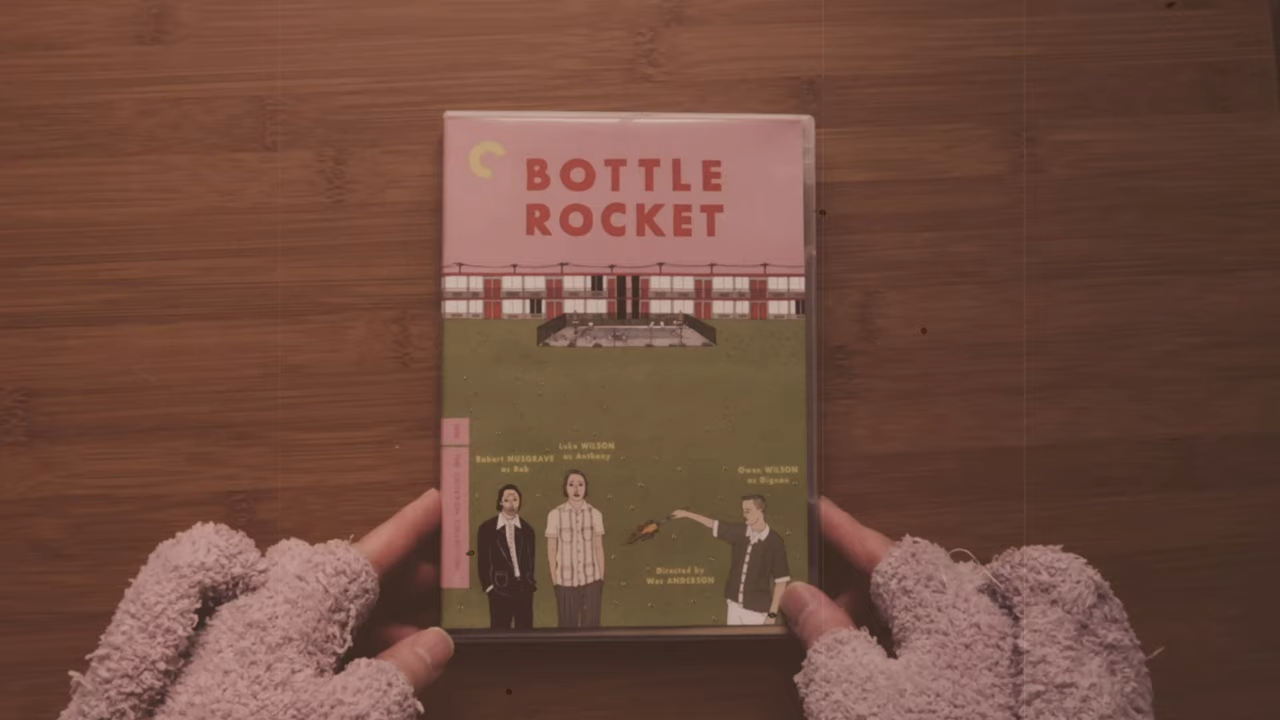 BOTTLE
ROCKET
Luke WILSON
as Anthony
Robert MUSGRAVE
as Bob
Owen WILSON
as Dignan
Directed by
Wes ANDERSON